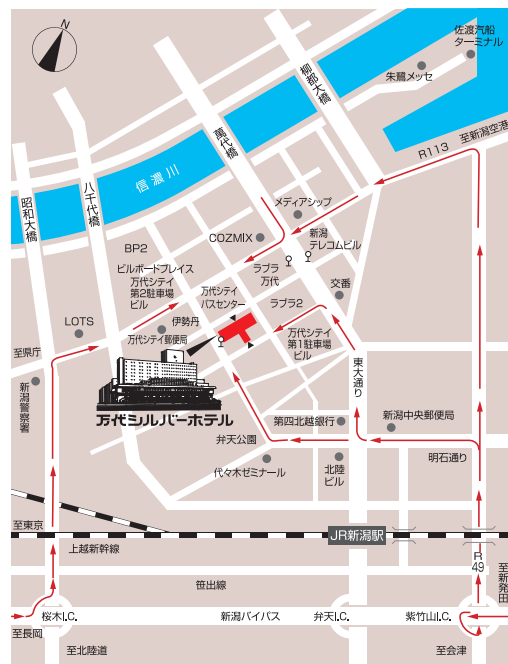 N
佐渡汽船
ターミナル
朱鷺メッセ
柳都大橋
至新潟空港
R113
萬代橋
信濃川
八千代橋
昭和大橋
メディアシップ
COZMIX
新潟
テレコムビル
BP2
ビルボードプレイス
ラブラ
万代
交番
万代シテイ
第2駐車場
ビル
万代シテイ
バスセンター
ラブラ2
LOTS
伊勢丹
万代シテイ郵便局
万代シテイ
第1駐車場
ビル
至県庁
新潟警察署
東大通り
万代シルバーホテル
第四北越銀行
新潟中央郵便局
弁天公園
代々木ゼミナール
北陸
ビル
明石通り
至東京
上越新幹線
JR新潟駅
R
49
至新発田
笹出線
桜木I.C.
新潟バイパス
弁天I.C.
紫竹山I.C.
至長岡
至北陸道
至会津